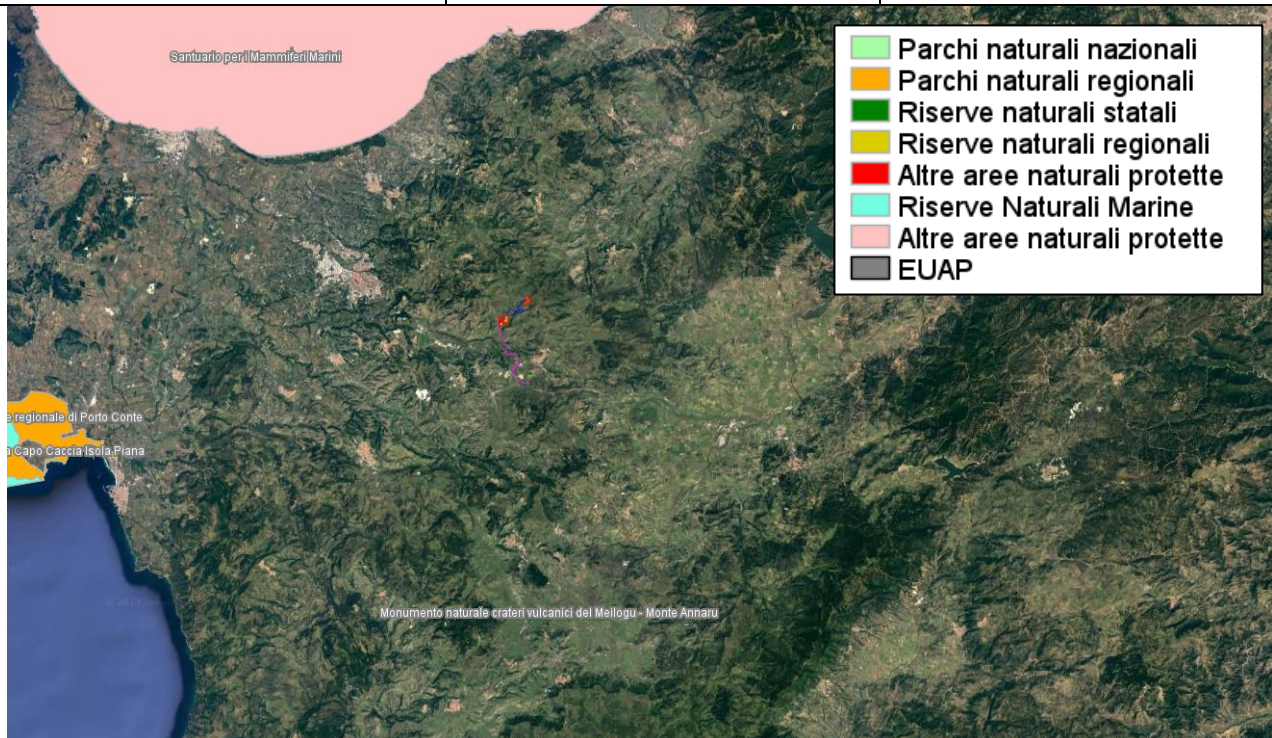 Santuario per i Mammiferi Marini
Parchi naturali nazionali
Parchi naturali regionali
Riserve naturali statali
Riserve naturali regionali
Altre aree naturali protette
Riserve Naturali Marine
Altre aree naturali protette
EUAP
e regionale di Porto Conte
a Capo Caccia Isola Piana
Monumento naturale crateri vulcanici del Meilogu - Monte Annaru